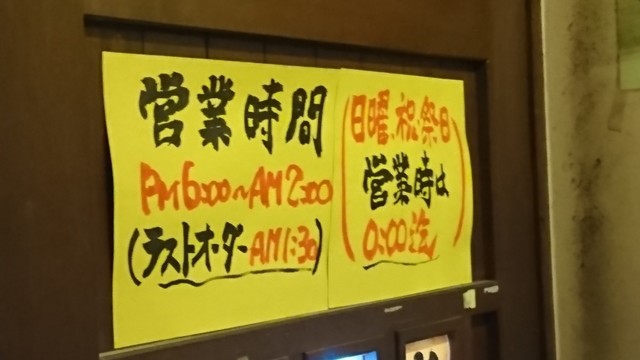 営業時間
PM6:00〜AM2:00
(ラストオーダーAM1:30)
(日曜、祝・祭日
営業時は
0:00迄)